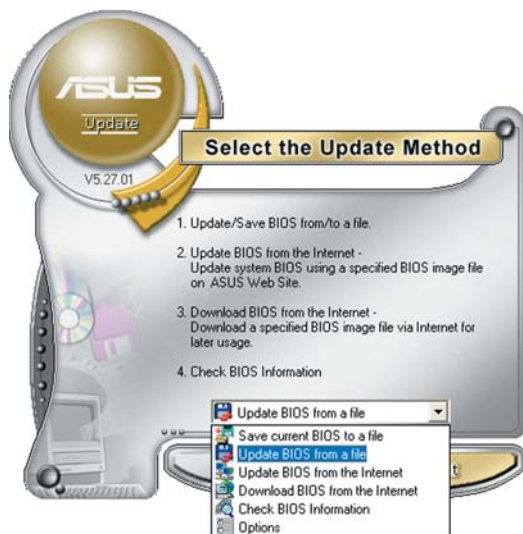 ASUS
Update
V5.27.01
Select the Update Method
1. Update/Save BIOS from/to a file.
2. Update BIOS from the Internet -
Update system BIOS using a specified BIOS image file
on ASUS Web Site.
3. Download BIOS from the Internet -
Download a specified BIOS image file via Internet for
later usage.
4. Check BIOS Information
Update BIOS from a file
Save current BIOS to a file
Update BIOS from a file
Update BIOS from the Internet
Download BIOS from the Internet
Check BIOS Information
Options